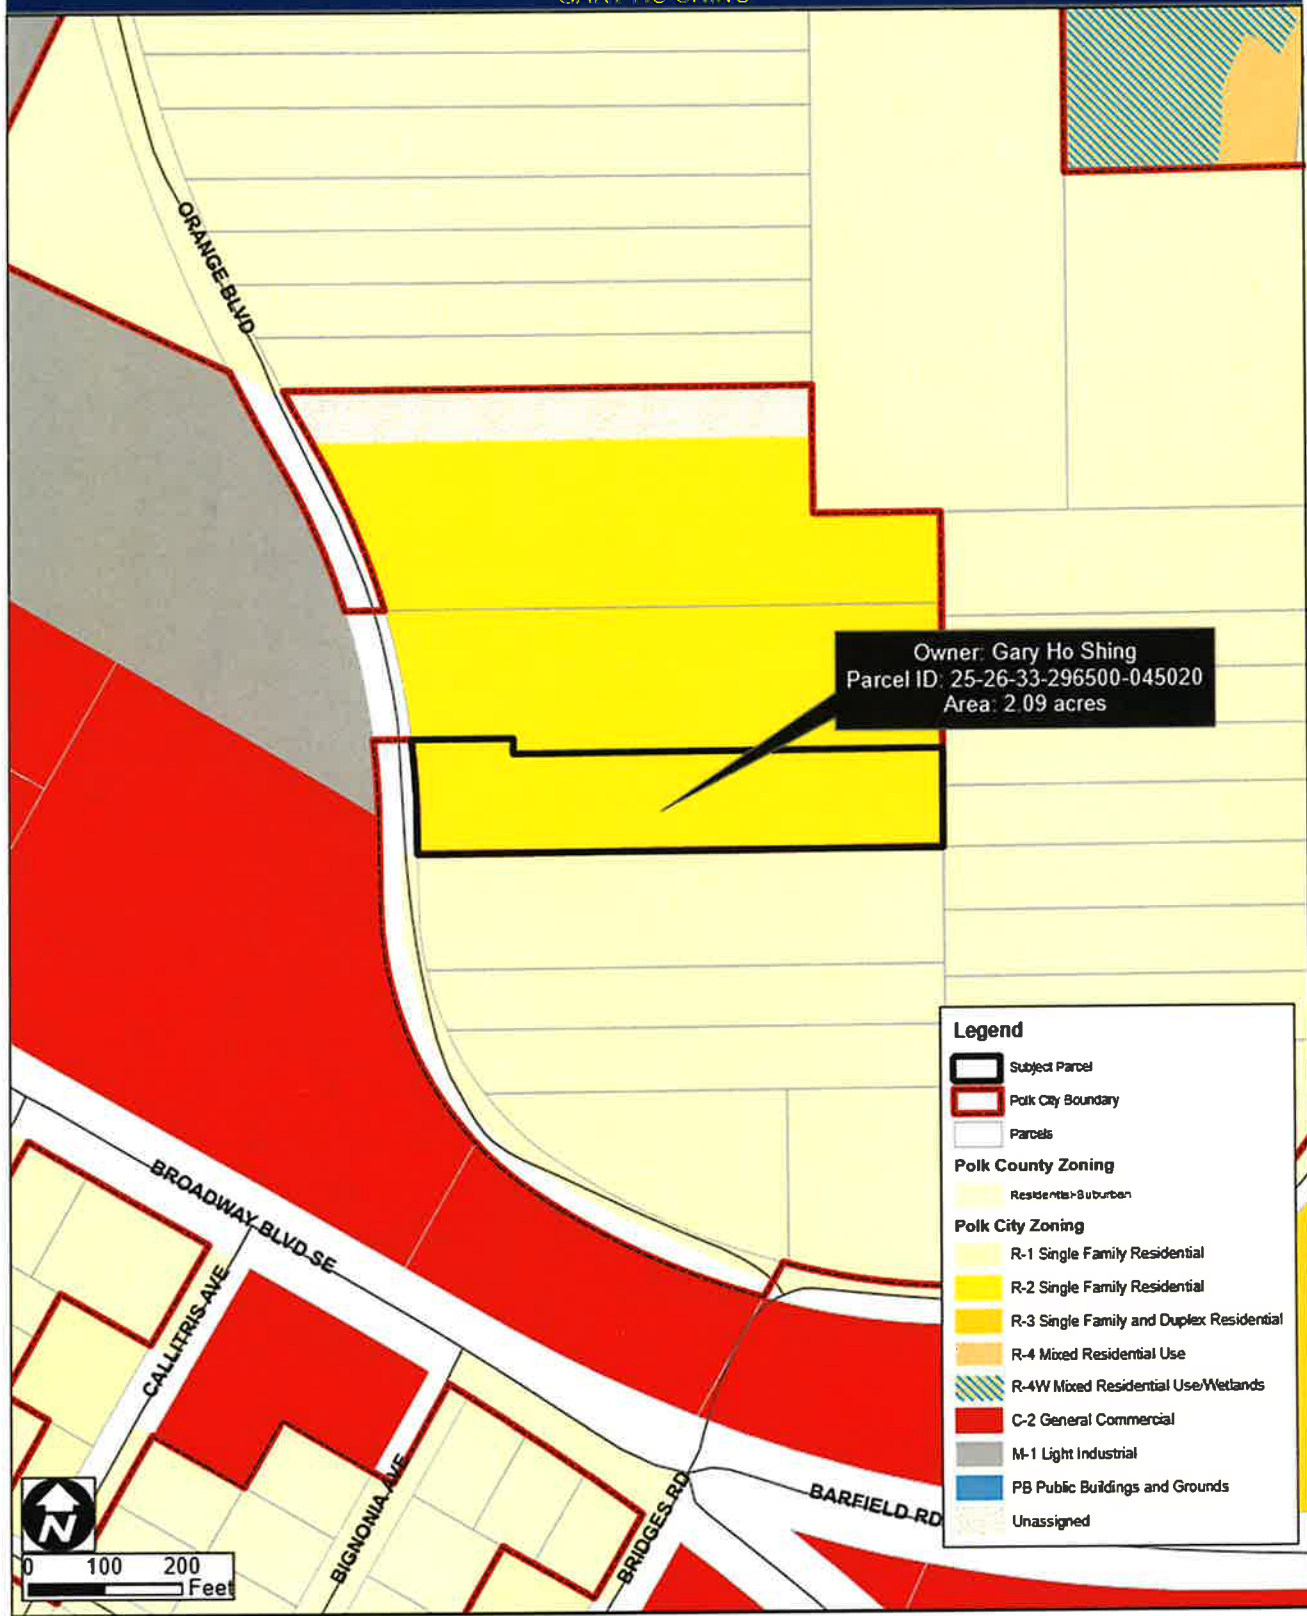 GARY HO SHING
ORANGE BLVD
Owner: Gary Ho Shing
Parcel ID: 25-26-33-296500-045020
Area: 2.09 acres
Legend
Subject Parcel
Polk City Boundary
Parcels
Polk County Zoning
Residential-Suburban
Polk City Zoning
R-1 Single Family Residential
R-2 Single Family Residential
R-3 Single Family and Duplex Residential
R-4 Mixed Residential Use
R-4W Mixed Residential Use/Wetlands
C-2 General Commercial
M-1 Light Industrial
PB Public Buildings and Grounds
Unassigned
BROADWAY BLVD SE
CALLITRIS AVE
BIGNONIA AVE
BRIDGES RD
BARFIELD RD
N
0 100 200
Feet